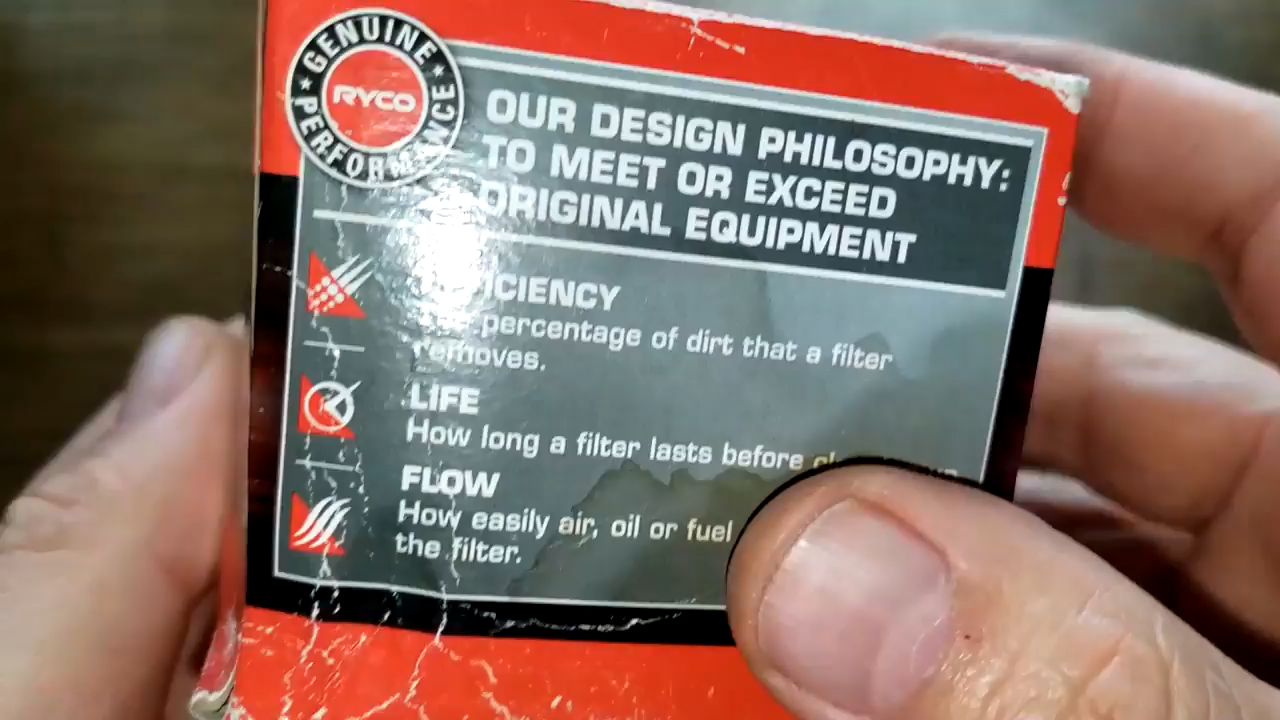 GENUINE
RYCO
PERFORMANCE
OUR DESIGN PHILOSOPHY:
TO MEET OR EXCEED
ORIGINAL EQUIPMENT
percentage of dirt that a filter
removes.
LIFE
How long a filter lasts before
FLOW
How easily air, oil or fuel
the filter.